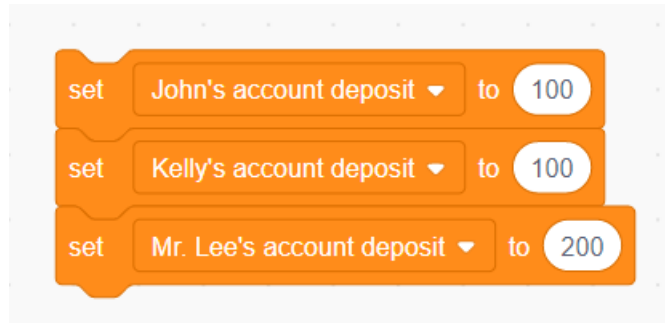 set John's account deposit to 100
set Kelly's account deposit to 100
set Mr. Lee's account deposit to 200